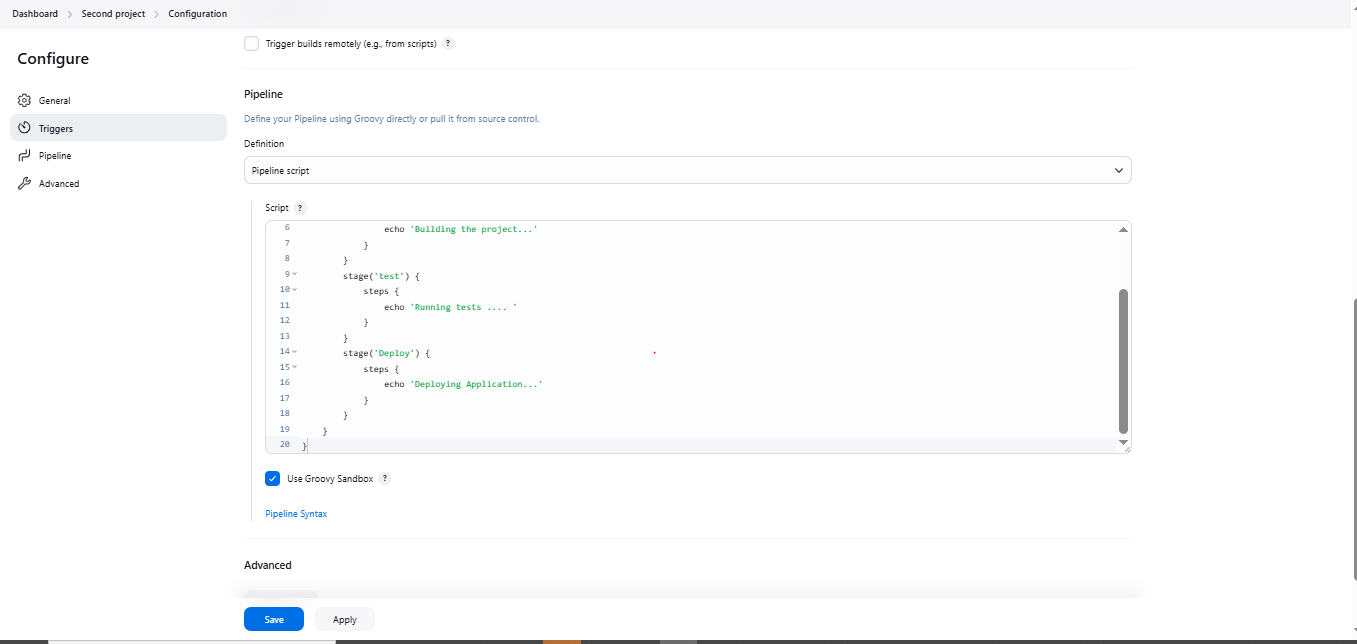 Dashboard > Second project > Configuration
Configure
General
Triggers
Pipeline
Advanced
Trigger builds remotely (e.g., from scripts) ?
Pipeline
Define your Pipeline using Groovy directly or pull it from source control.
Definition
Pipeline script
Script ?
6 echo 'Building the project...'
7 }
8 }
9 stage('test') {
10 steps {
11 echo 'Running tests .... '
12 }
13 }
14 stage('Deploy') {
15 steps {
16 echo 'Deploying Application...'
17 }
18 }
19 }
20 }
Use Groovy Sandbox ?
Pipeline Syntax
Advanced
Save Apply